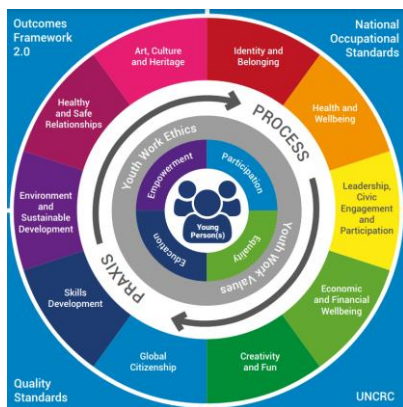 Outcomes
Framework
2.0
National
Occupational
Standards
Art, Culture
and Heritage
Identity and
Belonging
Healthy
and Safe
Relationships
Health and
Wellbeing
PROCESS
Youth Work Ethics
Empowerment
Participation
Environment
and
Sustainable
Development
Leadership,
Civic
Engagement
and
Participation
Young
Person(s)
Education
Equality
Youth Work Values
PRAXIS
Skills
Development
Economic
and Financial
Wellbeing
Global
Citizenship
Creativity
and Fun
Quality
Standards
UNCRC